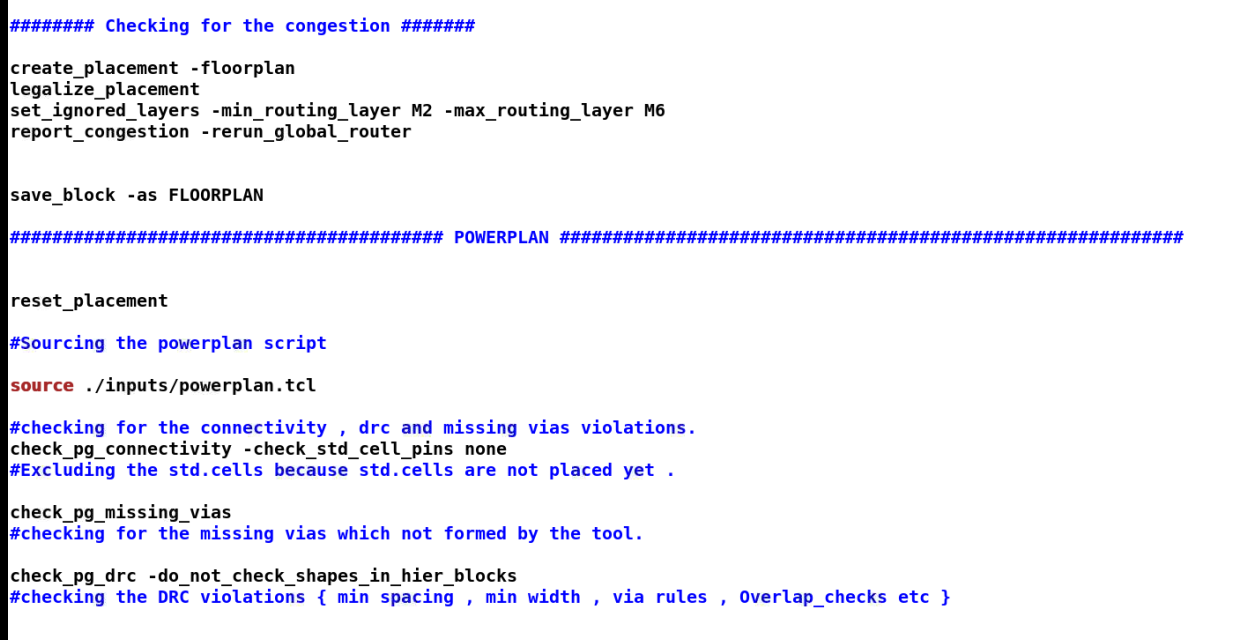 ######## Checking for the congestion #######
create_placement -floorplan
legalize_placement
set_ignored_layers -min_routing_layer M2 -max_routing_layer M6
report_congestion -rerun_global_router
save_block -as FLOORPLAN
######################################### POWERPLAN ###########################################################
reset_placement
#Sourcing the powerplan script
source ./inputs/powerplan.tcl
#checking for the connectivity , drc and missing vias violations.
check_pg_connectivity -check_std_cell_pins none
#Excluding the std.cells because std.cells are not placed yet .
check_pg_missing_vias
#checking for the missing vias which not formed by the tool.
check_pg_drc -do_not_check_shapes_in_hier_blocks
#checking the DRC violations { min spacing , min width , via rules , Overlap_checks etc }